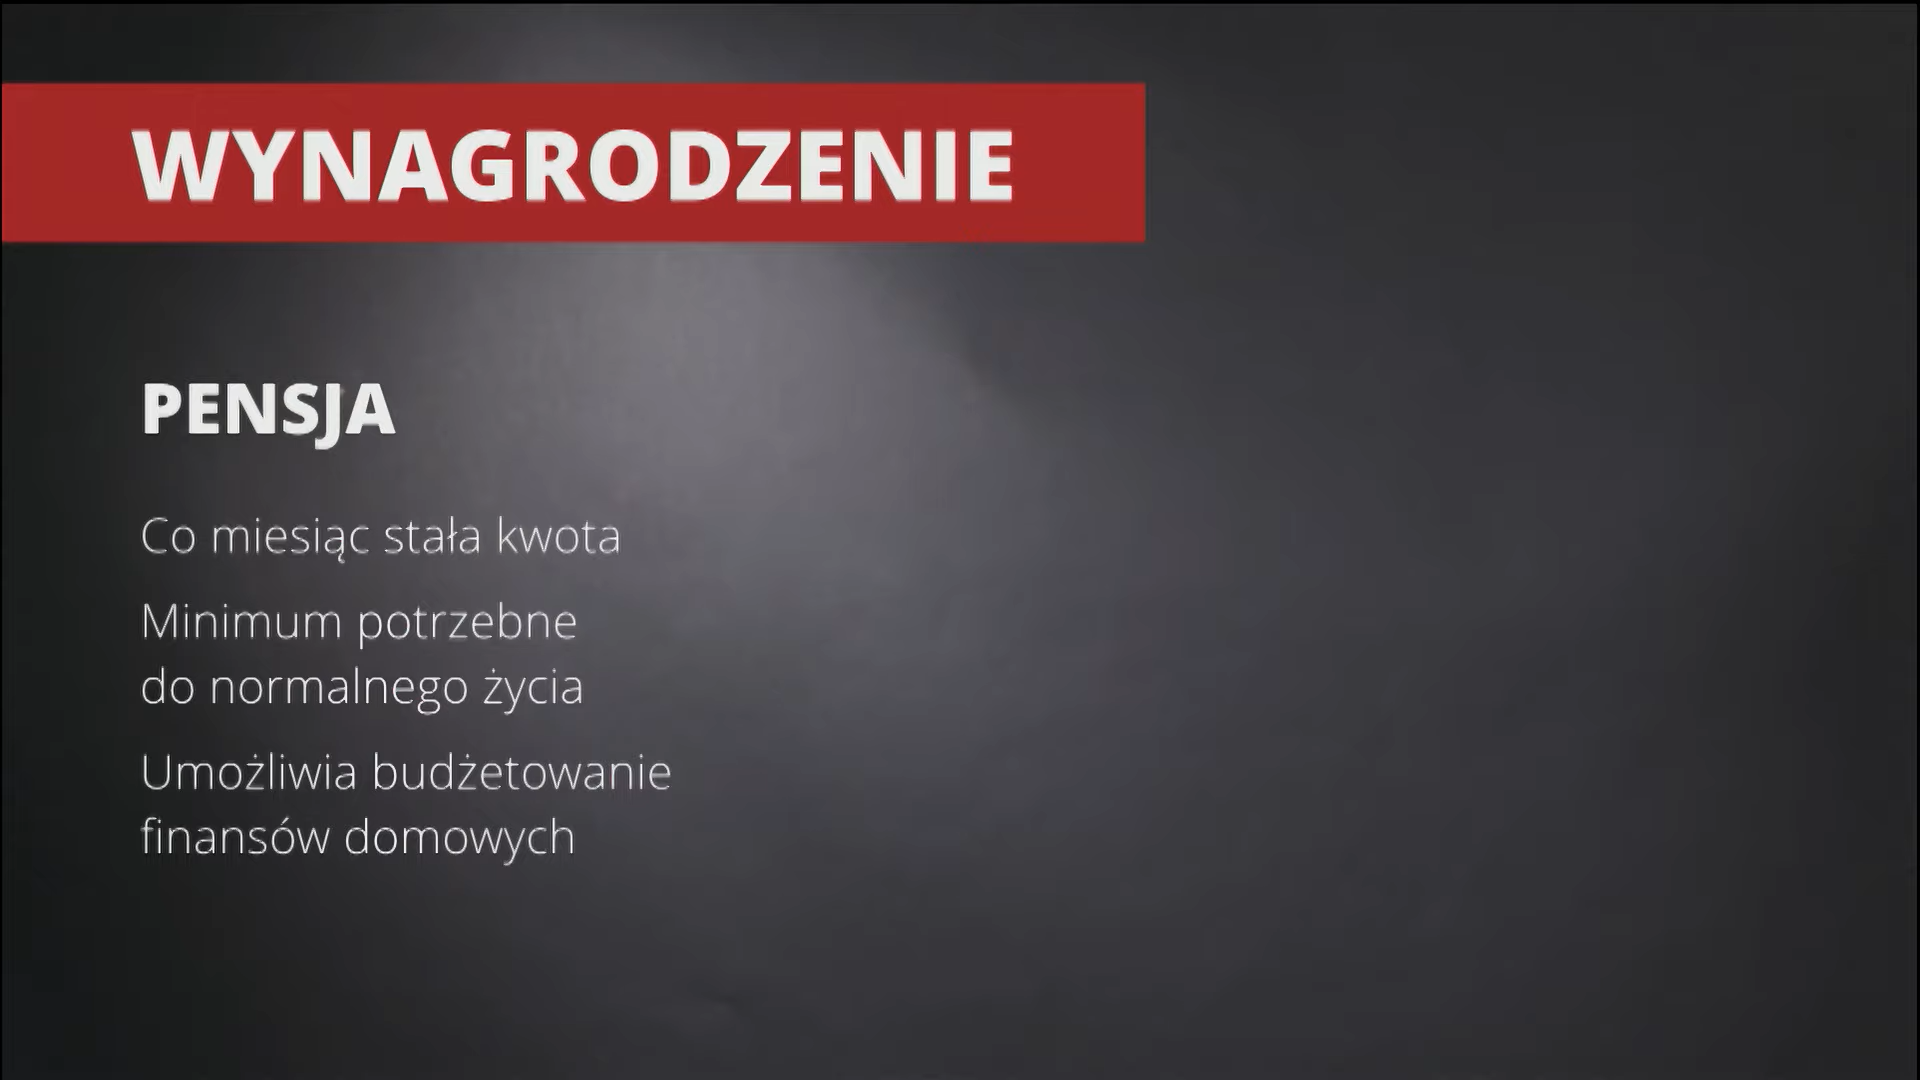 WYNAGRODZENIE
PENSJA
Co miesiąc stała kwota
Minimum potrzebne
do normalnego życia
Umożliwia budżetowanie
finansów domowych